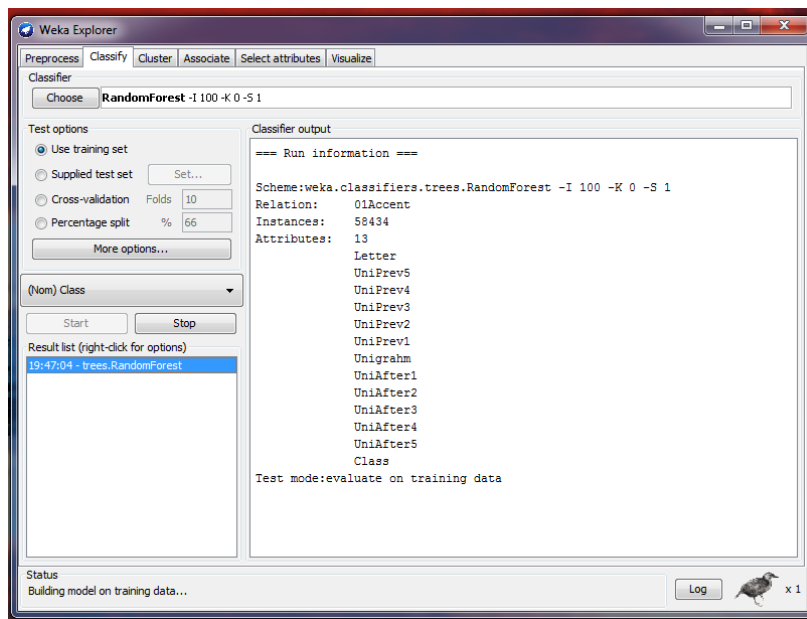 Weka Explorer
Preprocess Classify Cluster Associate Select attributes Visualize
Classifier
Choose RandomForest -I 100 -K 0 -S 1
Test options
Use training set
Supplied test set Set...
Cross-validation Folds 10
Percentage split % 66
More options...
(Nom) Class
Start Stop
Result list (right-click for options)
19:47:04 - trees.RandomForest
Classifier output
=== Run information ===
Scheme:weka.classifiers.trees.RandomForest -I 100 -K 0 -S 1
Relation: 01Accent
Instances: 58434
Attributes: 13
Letter
UniPrev5
UniPrev4
UniPrev3
UniPrev2
UniPrev1
Unigrahm
UniAfter1
UniAfter2
UniAfter3
UniAfter4
UniAfter5
Class
Test mode:evaluate on training data
Status
Building model on training data...
Log x 1